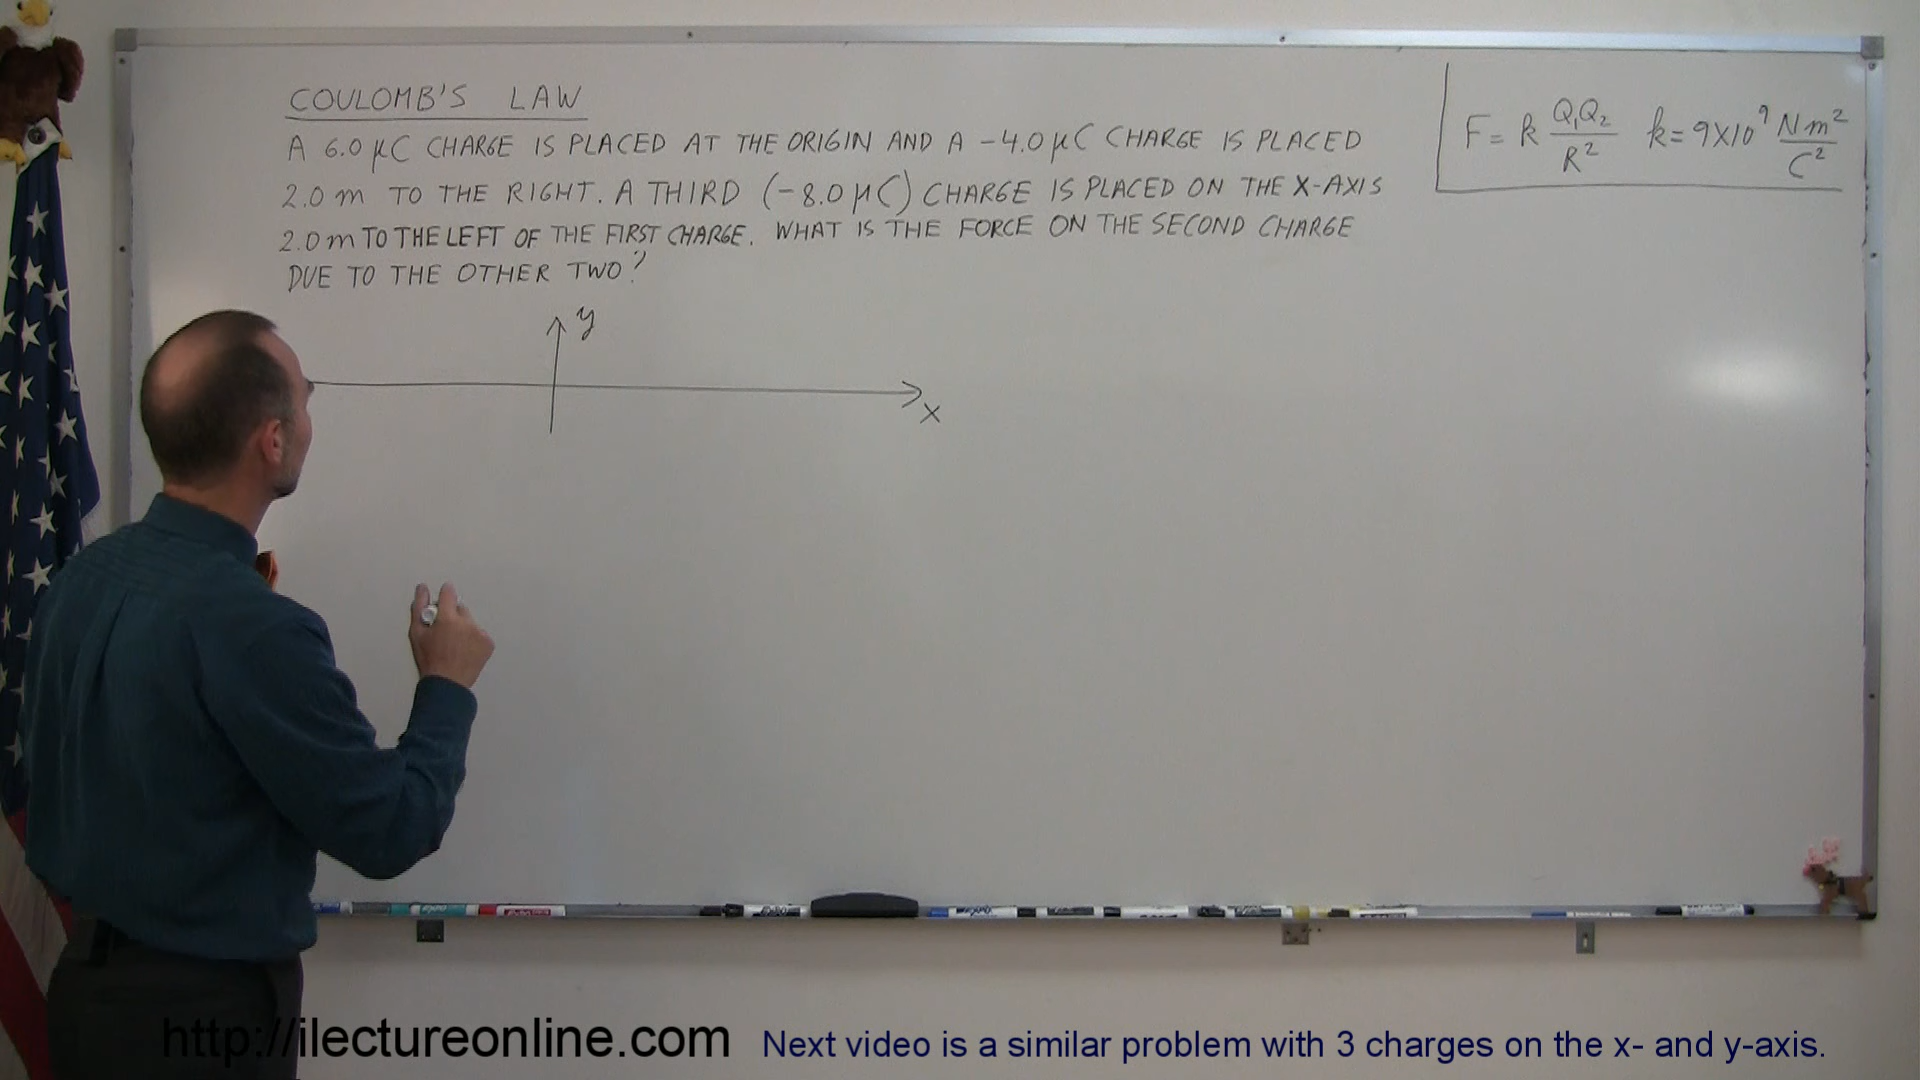 COULOMB'S LAW
A 6.0 μC CHARGE IS PLACED AT THE ORIGIN AND A -4.0 μC CHARGE IS PLACED
2.0 m TO THE RIGHT. A THIRD (-8.0 μC) CHARGE IS PLACED ON THE X-AXIS
2.0 m TO THE LEFT OF THE FIRST CHARGE. WHAT IS THE FORCE ON THE SECOND CHARGE
DUE TO THE OTHER TWO?
F = k Q₁Q₂/R² k = 9X10⁹ Nm²/C²
y
x
http://ilectureonline.com
Next video is a similar problem with 3 charges on the x- and y-axis.